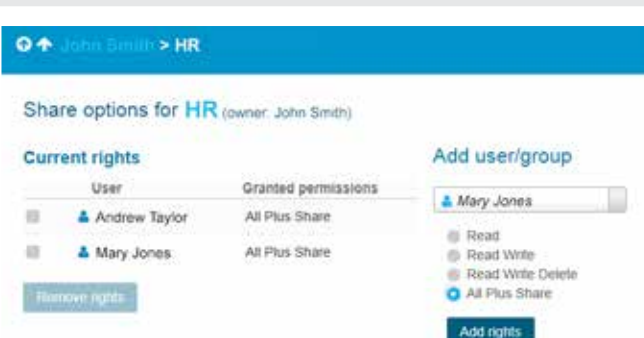 John Smith > HR
Share options for HR (owner: John Smith)
Current rights
User Granted permissions
Andrew Taylor All Plus Share
Mary Jones All Plus Share
Remove rights
Add user/group
Mary Jones
Read
Read Write
Read Write Delete
All Plus Share
Add rights